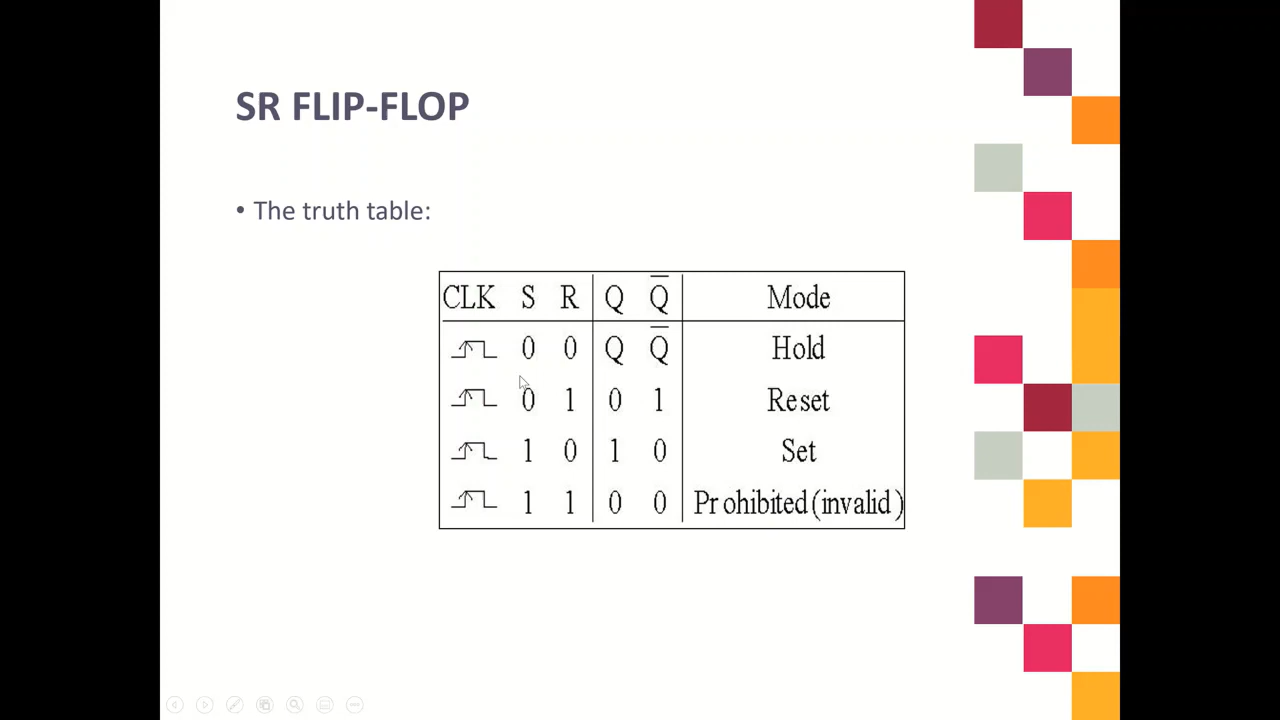 SR FLIP-FLOP
• The truth table:
CLK S R Q Q̅ Mode
0 0 Q Q̅ Hold
0 1 0 1 Reset
1 0 1 0 Set
1 1 0 0 Prohibited(invalid)